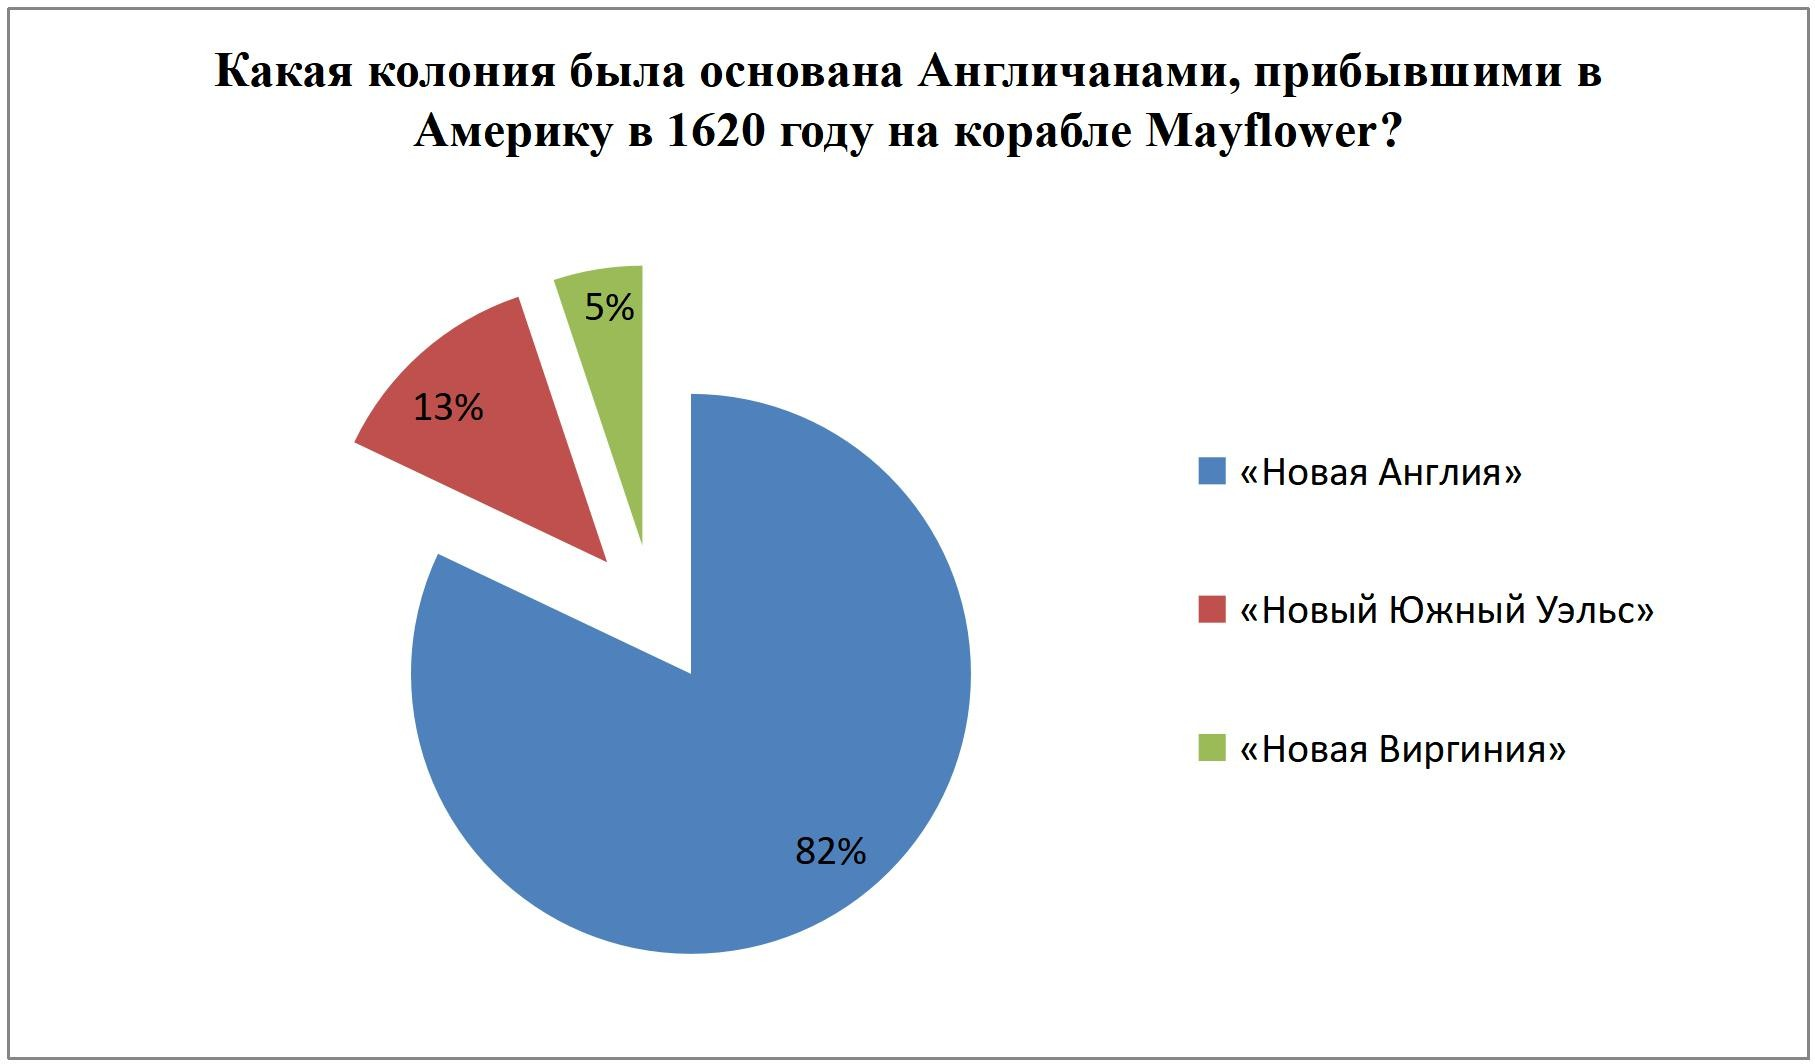 Какая колония была основана Англичанами, прибывшими в
Америку в 1620 году на корабле Mayflower?
5%
13%
82%
«Новая Англия»
«Новый Южный Уэльс»
«Новая Виргиния»